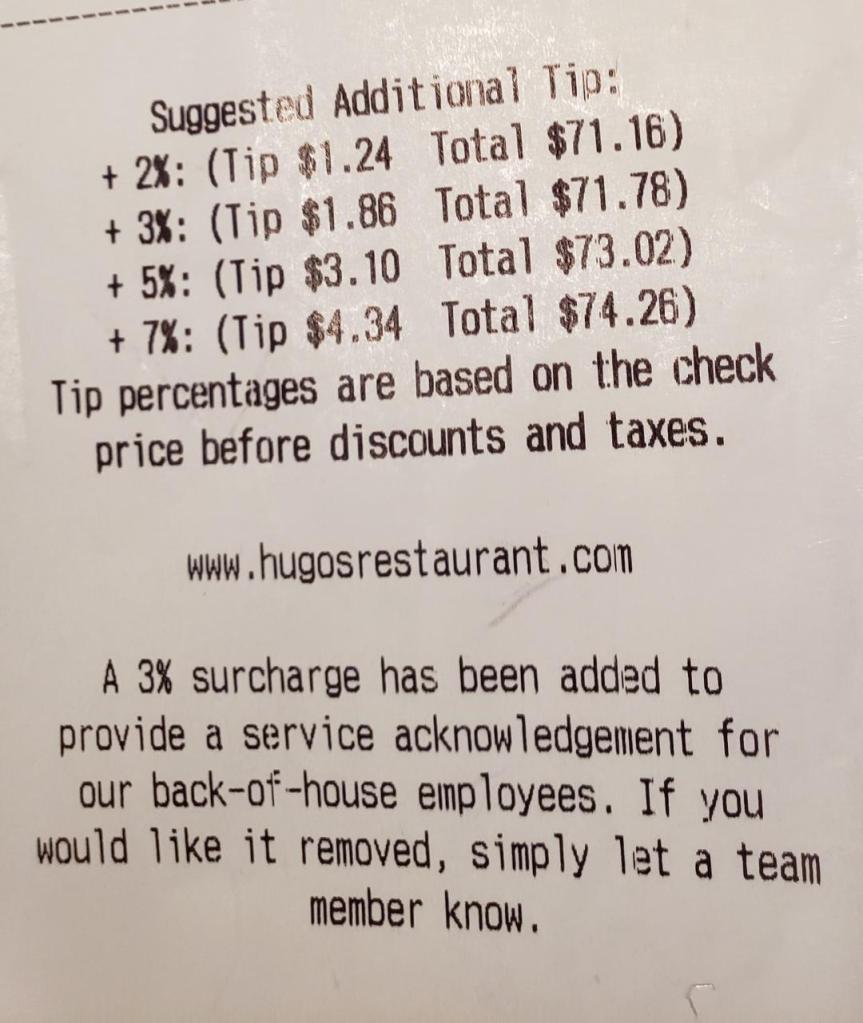 Suggested Additional Tip:
+ 2%: (Tip $1.24 Total $71.16)
+ 3%: (Tip $1.86 Total $71.78)
+ 5%: (Tip $3.10 Total $73.02)
+ 7%: (Tip $4.34 Total $74.26)
Tip percentages are based on the check
price before discounts and taxes.
www.hugosrestaurant.com
A 3% surcharge has been added to
provide a service acknowledgement for
our back-of-house employees. If you
would like it removed, simply let a team
member know.